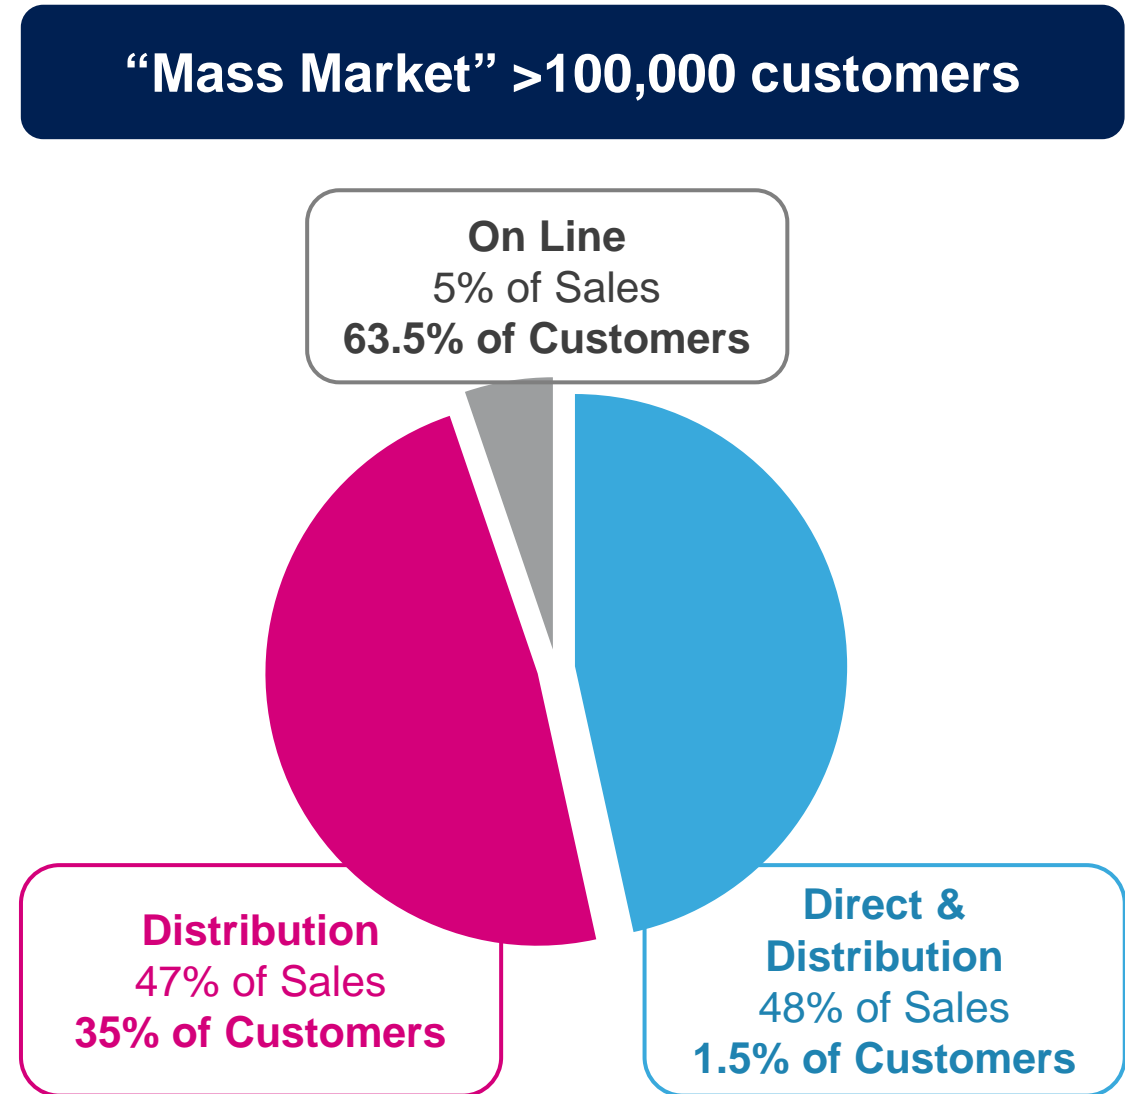 “Mass Market” >100,000 customers
On Line
5% of Sales
63.5% of Customers
Distribution
47% of Sales
35% of Customers
Direct &
Distribution
48% of Sales
1.5% of Customers